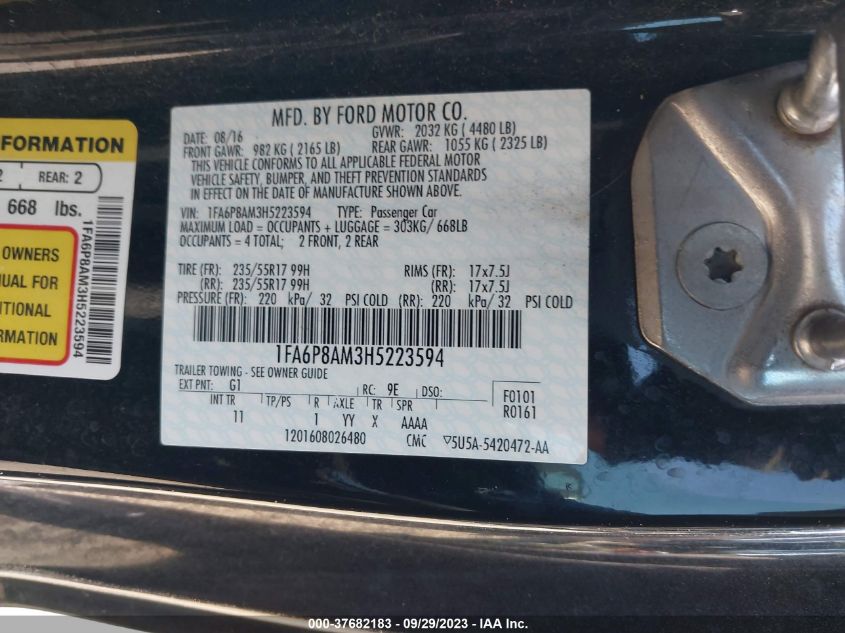 FORMATION
2 REAR: 2
668 lbs.
OWNERS
NUAL FOR
ITIONAL
ORMATION
1FA6P8AM3H5223594
MFD. BY FORD MOTOR CO.
DATE: 08/16 GVWR: 2032 KG ( 4480 LB)
FRONT GAWR: 982 KG ( 2165 LB) REAR GAWR: 1055 KG ( 2325 LB)
THIS VEHICLE CONFORMS TO ALL APPLICABLE FEDERAL MOTOR
VEHICLE SAFETY, BUMPER, AND THEFT PREVENTION STANDARDS
IN EFFECT ON THE DATE OF MANUFACTURE SHOWN ABOVE.
VIN: 1FA6P8AM3H5223594 TYPE: Passenger Car
MAXIMUM LOAD = OCCUPANTS + LUGGAGE = 303KG/ 668LB
OCCUPANTS = 4 TOTAL; 2 FRONT, 2 REAR
TIRE (FR): 235/55R17 99H RIMS (FR): 17x7.5J
(RR): 235/55R17 99H (RR): 17x7.5J
PRESSURE (FR): 220 kPa/ 32 PSI COLD (RR): 220 kPa/ 32 PSI COLD
1FA6P8AM3H5223594
TRAILER TOWING - SEE OWNER GUIDE
EXT PNT: G1 RC: 9E DSO: F0101
INT TR TP/PS R AXLE TR SPR R0161
11 1 YY X AAAA
1201608026480 CMC ▽5U5A-5420472-AA
000-37682183 - 09/29/2023 - IAA Inc.